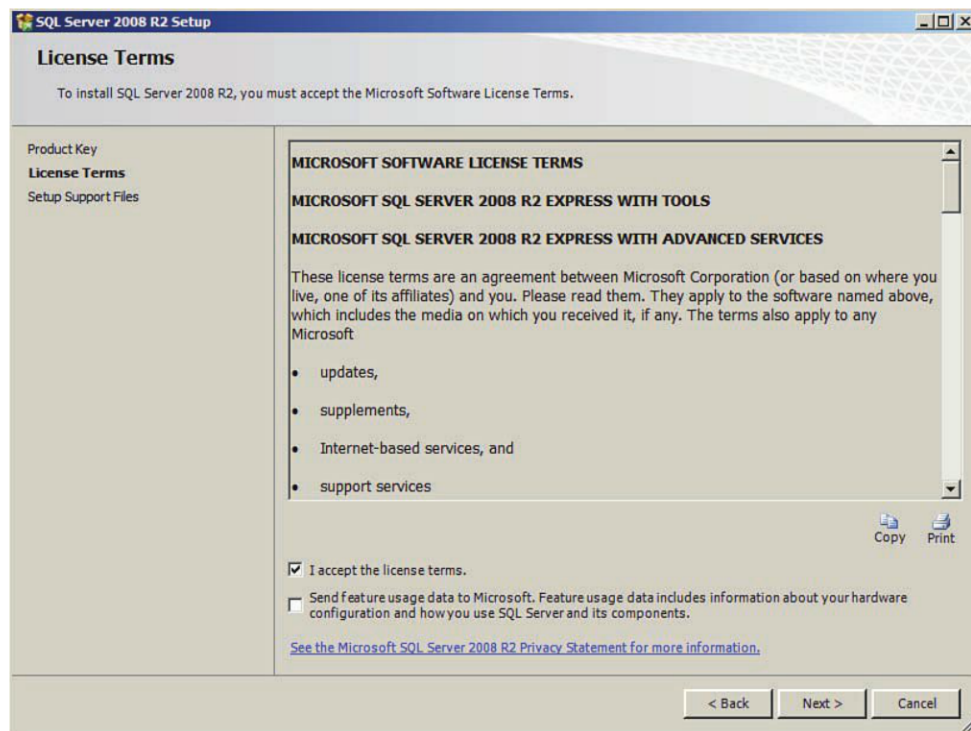 SQL Server 2008 R2 Setup
License Terms
To install SQL Server 2008 R2, you must accept the Microsoft Software License Terms.
Product Key
License Terms
Setup Support Files
MICROSOFT SOFTWARE LICENSE TERMS
MICROSOFT SQL SERVER 2008 R2 EXPRESS WITH TOOLS
MICROSOFT SQL SERVER 2008 R2 EXPRESS WITH ADVANCED SERVICES
These license terms are an agreement between Microsoft Corporation (or based on where you
live, one of its affiliates) and you. Please read them. They apply to the software named above,
which includes the media on which you received it, if any. The terms also apply to any
Microsoft
• updates,
• supplements,
• Internet-based services, and
• support services
Copy Print
I accept the license terms.
Send feature usage data to Microsoft. Feature usage data includes information about your hardware
configuration and how you use SQL Server and its components.
See the Microsoft SQL Server 2008 R2 Privacy Statement for more information.
< Back Next > Cancel